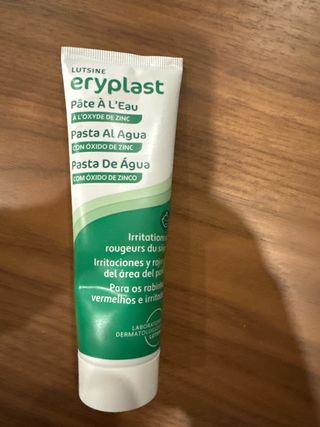 LUTSINE
eryplast
Pâte À L'Eau
À L'OXYDE DE ZINC
Pasta Al Agua
CON ÓXIDO DE ZINC
Pasta De Água
COM ÓXIDO DE ZINCO
Irritations
rougeurs du
Irritaciones y
del área del
Para os
vermelhos e